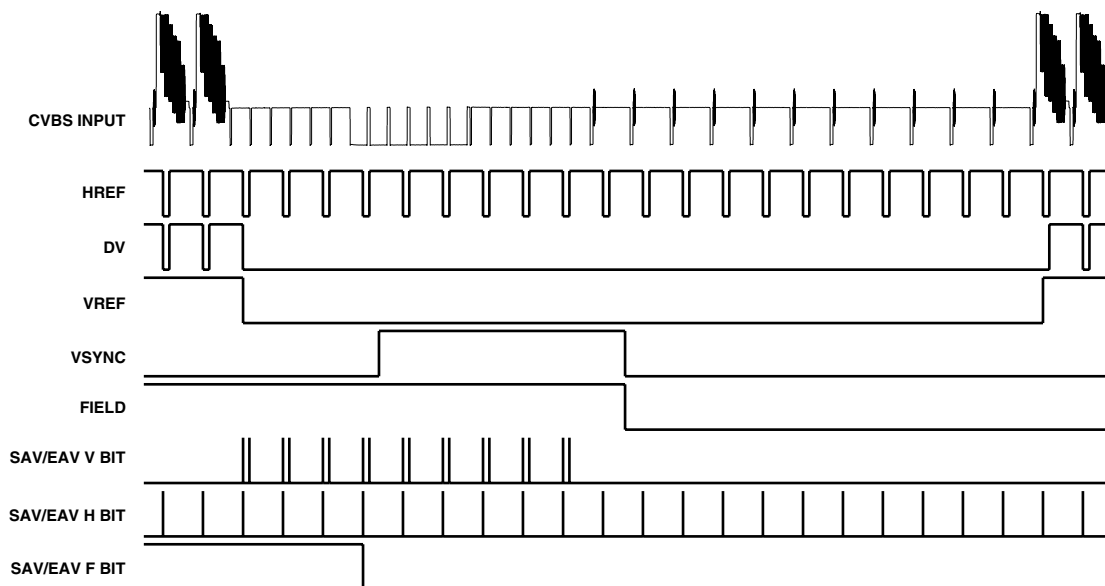 CVBS INPUT
HREF
DV
VREF
VSYNC
FIELD
SAV/EAV V BIT
SAV/EAV H BIT
SAV/EAV F BIT